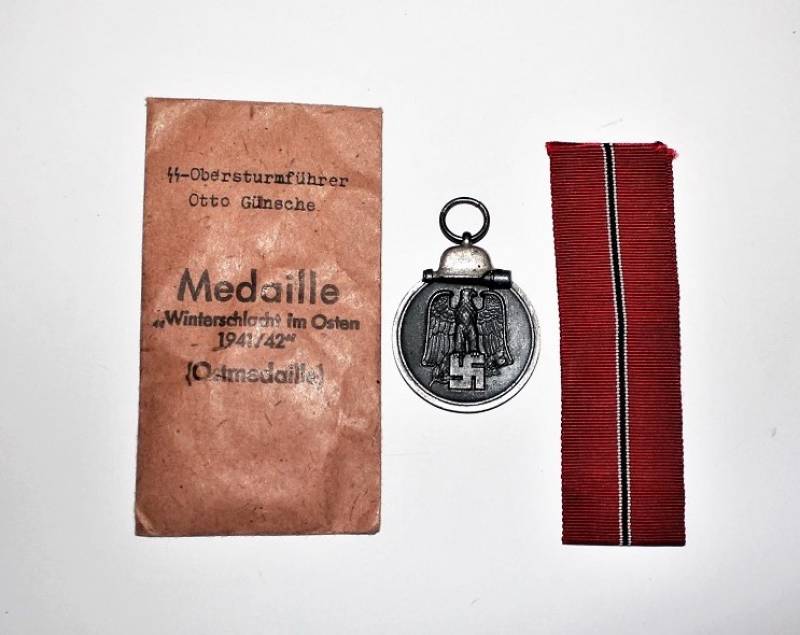 ϟϟ-Obersturmführer
Otto Günsche
Medaille
„Winterschlacht im Osten
1941/42"
(Ostmedaille)